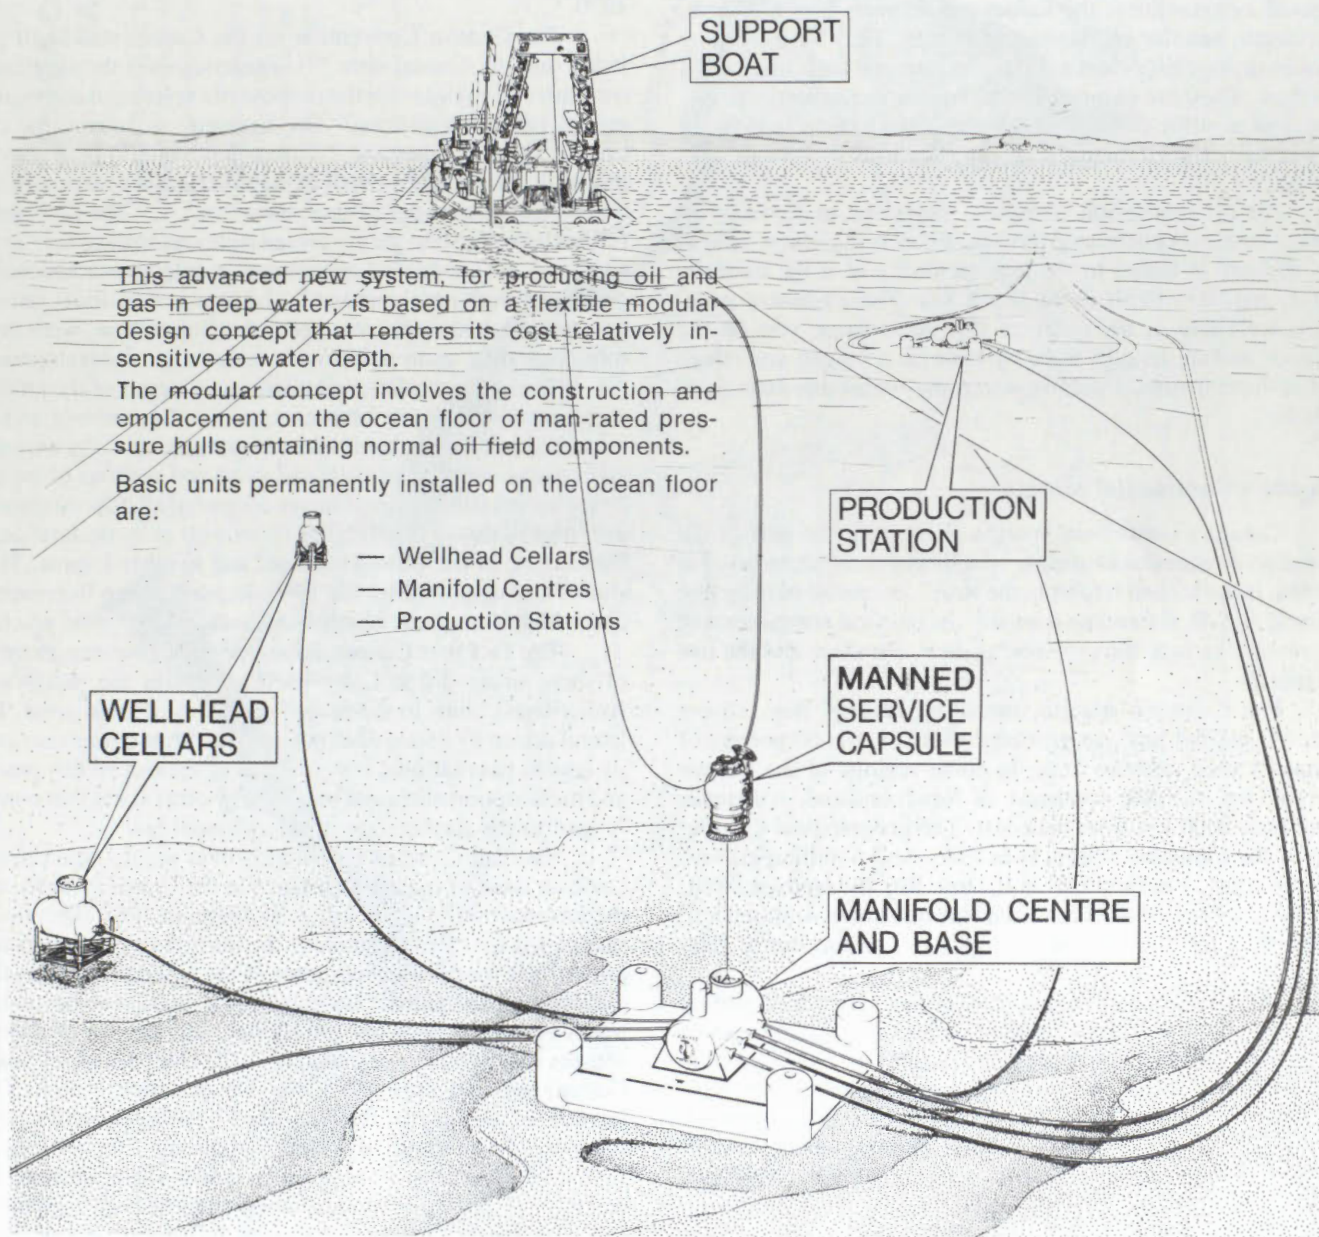 SUPPORT
BOAT
This advanced new system, for producing oil and
gas in deep water, is based on a flexible modular
design concept that renders its cost relatively in-
sensitive to water depth.
The modular concept involves the construction and
emplacement on the ocean floor of man-rated pres-
sure hulls containing normal oil field components.
Basic units permanently installed on the ocean floor
are:
— Wellhead Cellars
— Manifold Centres
— Production Stations
PRODUCTION
STATION
WELLHEAD
CELLARS
MANNED
SERVICE
CAPSULE
MANIFOLD CENTRE
AND BASE